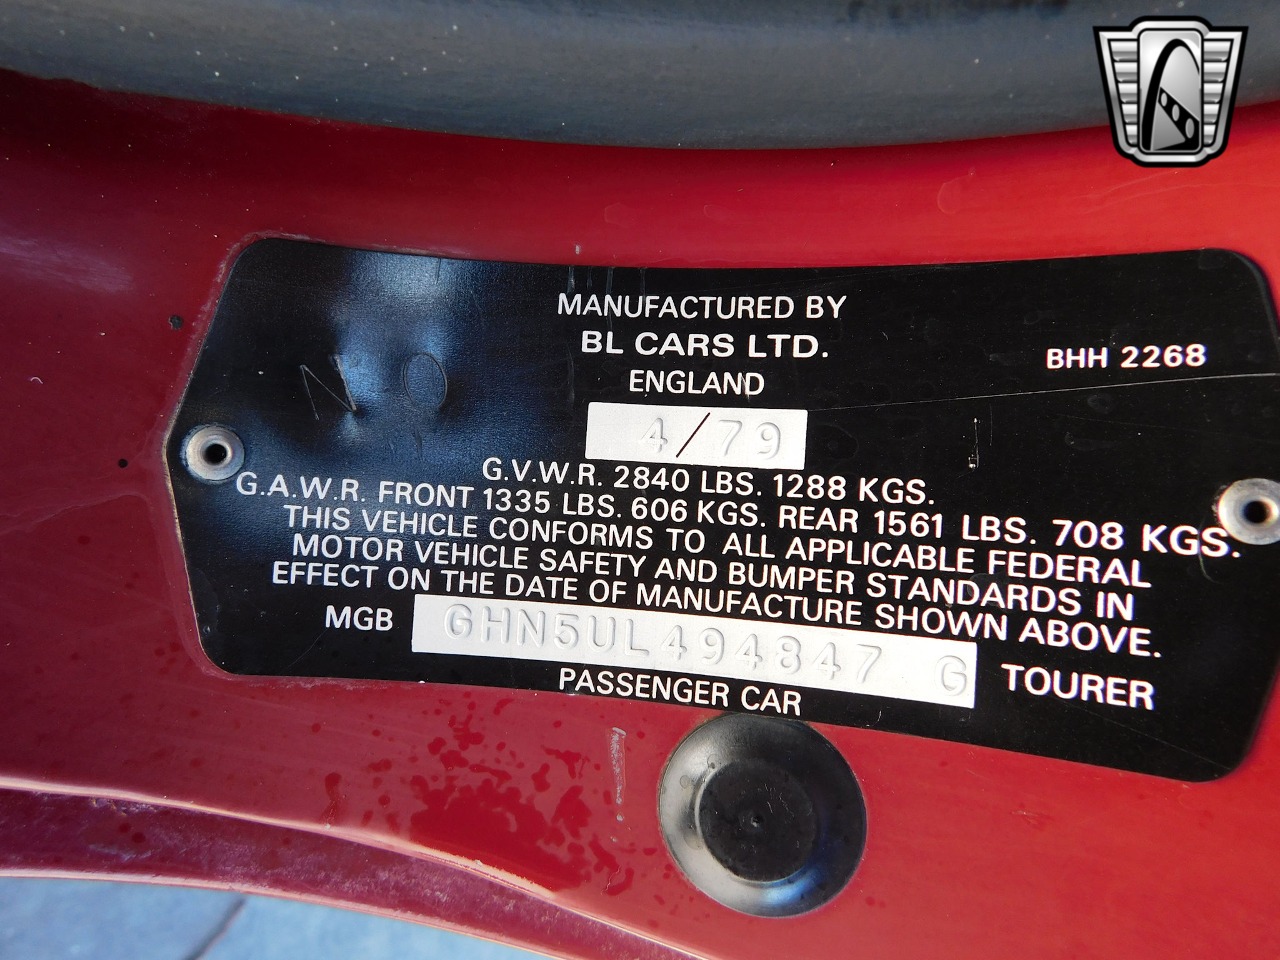 MANUFACTURED BY
BL CARS LTD.
ENGLAND
BHH 2268
NO
4/79
G.V.W.R. 2840 LBS. 1288 KGS.
G.A.W.R. FRONT 1335 LBS. 606 KGS. REAR 1561 LBS. 708 KGS.
THIS VEHICLE CONFORMS TO ALL APPLICABLE FEDERAL
MOTOR VEHICLE SAFETY AND BUMPER STANDARDS IN
EFFECT ON THE DATE OF MANUFACTURE SHOWN ABOVE.
MGB GHN5UL494847 G TOURER
PASSENGER CAR